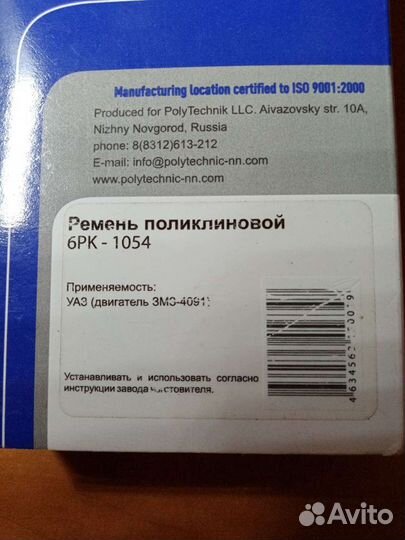 Manufacturing location certified to ISO 9001:2000
Produced for PolyTechnik LLC. Aivazovsky str. 10A,
Nizhny Novgorod, Russia
phone: 8(8312)613-212
E-mail: info@polytechnic-nn.com
www.polytechnic-nn.com
Ремень поликлиновой
6РК - 1054
Применяемость:
УАЗ (двигатель ЗМЗ-4091)
Устанавливать и использовать согласно
инструкции завода изготовителя.
Avito